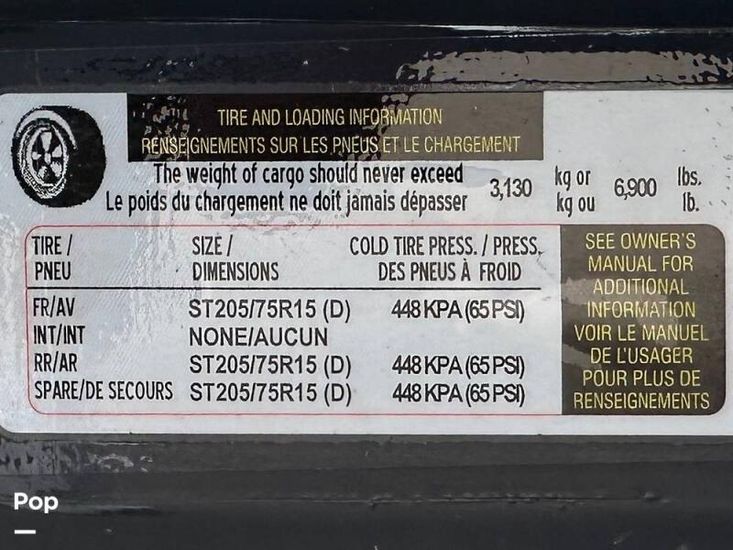 TIRE AND LOADING INFORMATION
RENSEIGNEMENTS SUR LES PNEUS ET LE CHARGEMENT
The weight of cargo should never exceed 3,130 kg or 6,900 lbs.
Le poids du chargement ne doit jamais dépasser kg ou lb.
TIRE / SIZE / COLD TIRE PRESS. / PRESS.
PNEU DIMENSIONS DES PNEUS À FROID
FR/AV ST205/75R15 (D) 448 KPA (65 PSI)
INT/INT NONE/AUCUN
RR/AR ST205/75R15 (D) 448 KPA (65 PSI)
SPARE/DE SECOURS ST205/75R15 (D) 448 KPA (65 PSI)
SEE OWNER'S
MANUAL FOR
ADDITIONAL
INFORMATION
VOIR LE MANUEL
DE L'USAGER
POUR PLUS DE
RENSEIGNEMENTS
Pop